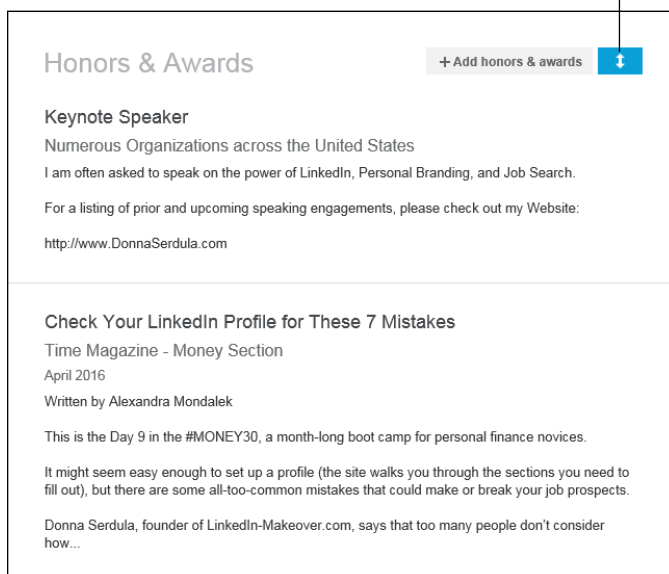 Honors & Awards
+ Add honors & awards
Keynote Speaker
Numerous Organizations across the United States
I am often asked to speak on the power of LinkedIn, Personal Branding, and Job Search.
For a listing of prior and upcoming speaking engagements, please check out my Website:
http://www.DonnaSerdula.com
Check Your LinkedIn Profile for These 7 Mistakes
Time Magazine - Money Section
April 2016
Written by Alexandra Mondalek
This is the Day 9 in the #MONEY30, a month-long boot camp for personal finance novices.
It might seem easy enough to set up a profile (the site walks you through the sections you need to
fill out), but there are some all-too-common mistakes that could make or break your job prospects.
Donna Serdula, founder of LinkedIn-Makeover.com, says that too many people don't consider
how...